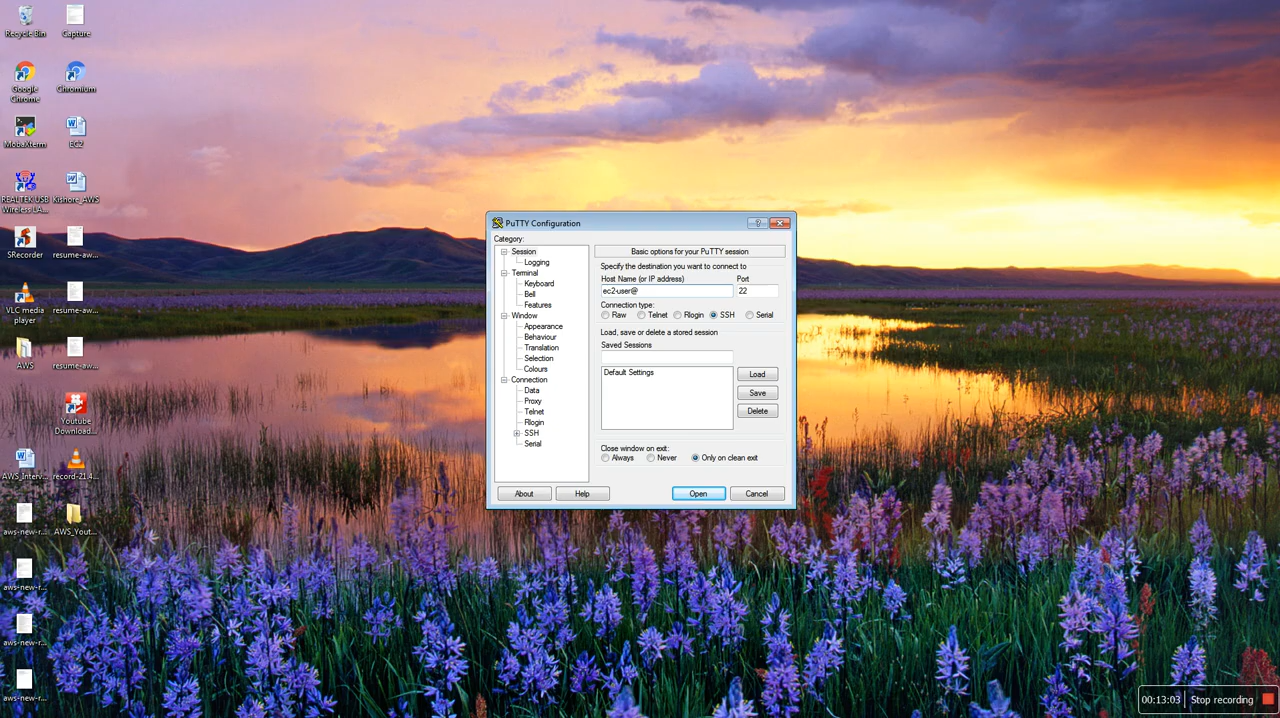 Recycle Bin
Capture
Google
Chrome
Chromium
MobaXterm
EC2
REALTEK USB
Wireless LA...
Kishore_AWS
SRecorder
resume-aw...
VLC media
player
resume-aw...
AWS
resume-aw...
Youtube
Download...
AWS_Interv...
record-21.4...
aws-new-r...
AWS_Yout...
aws-new-r...
aws-new-r...
aws-new-r...
PuTTY Configuration
?
Category:
Session
Logging
Terminal
Keyboard
Bell
Features
Window
Appearance
Behaviour
Translation
Selection
Colours
Connection
Data
Proxy
Telnet
Rlogin
SSH
Serial
Basic options for your PuTTY session
Specify the destination you want to connect to
Host Name (or IP address) Port
ec2-user@ 22
Connection type:
Raw Telnet Rlogin SSH Serial
Load, save or delete a stored session
Saved Sessions
Default Settings
Load
Save
Delete
Close window on exit:
Always Never Only on clean exit
About Help Open Cancel
00:13:03 Stop recording